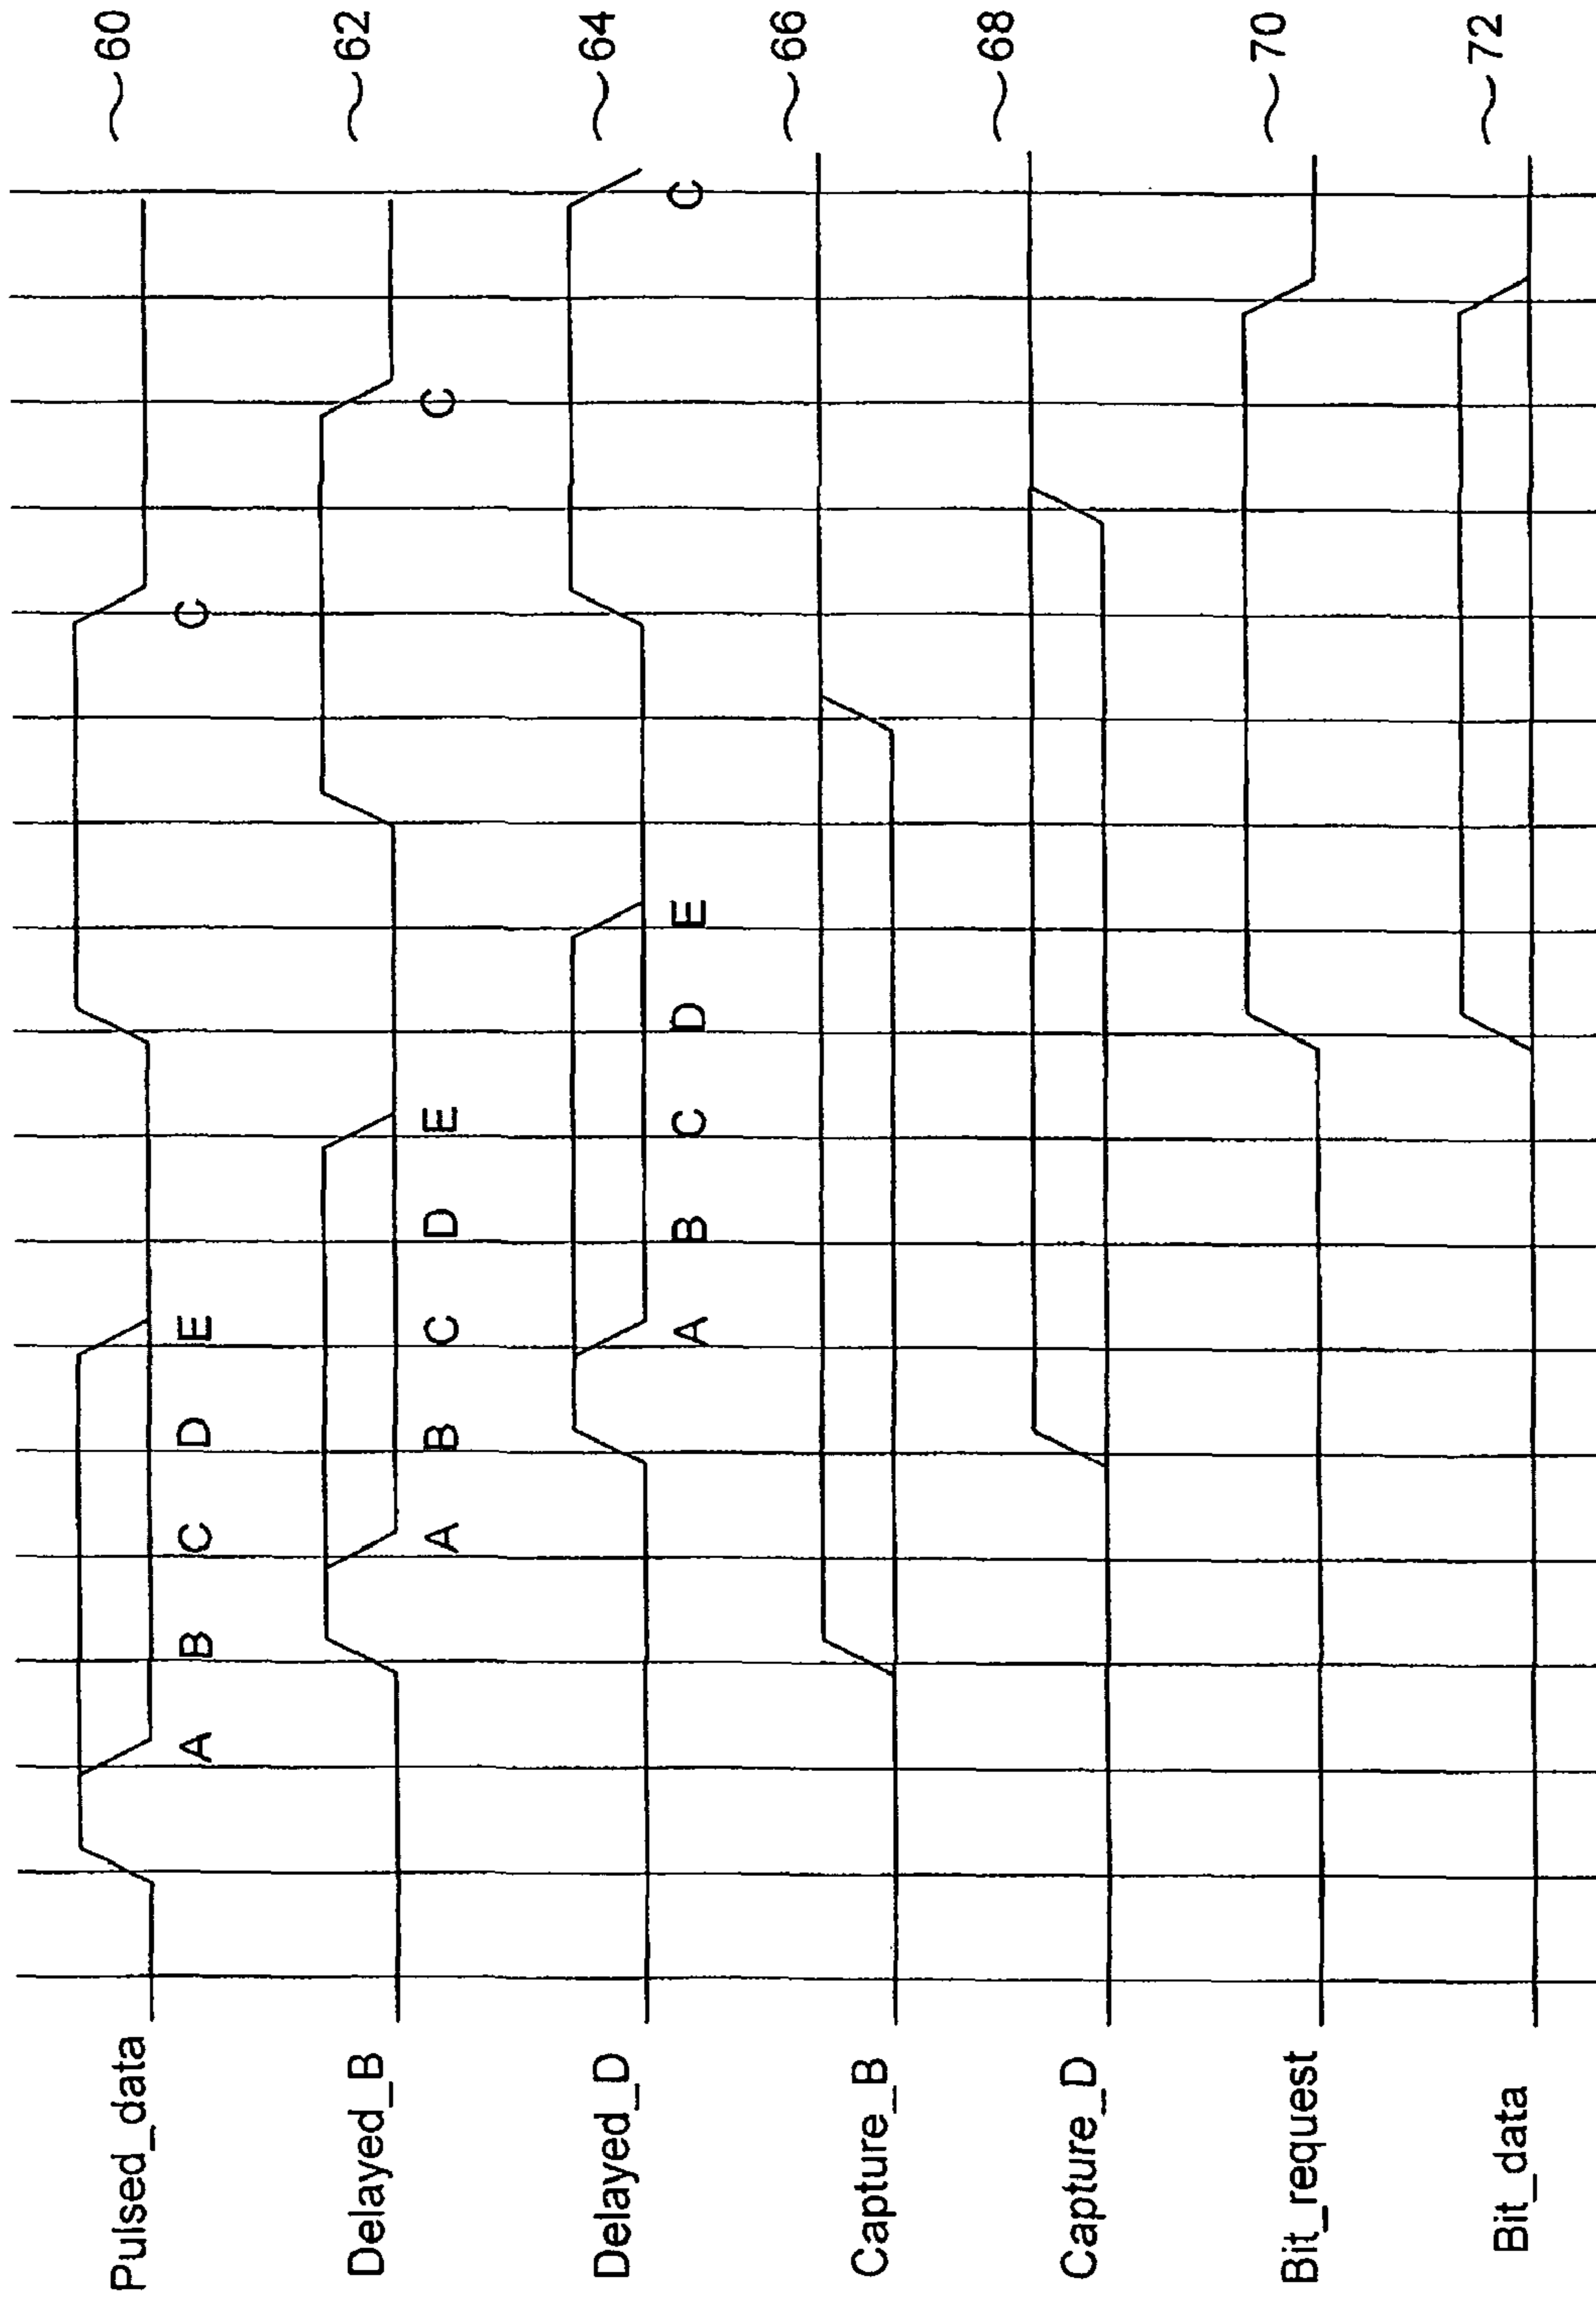 Pulsed_data A B C D E C ~60
Delayed_B A B C D E C ~62
Delayed_D A B C D E C ~64
Capture_B ~66
Capture_D ~68
Bit_request ~70
Bit_data ~72